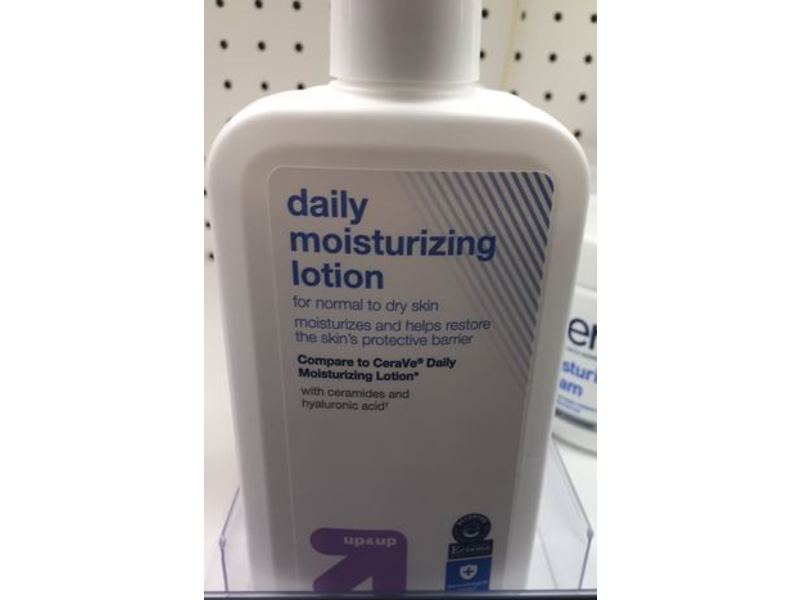 daily
moisturizing
lotion
for normal to dry skin
moisturizes and helps restore
the skin's protective barrier
Compare to CeraVe® Daily
Moisturizing Lotion*
with ceramides and
hyaluronic acid†
up&up
Eczema